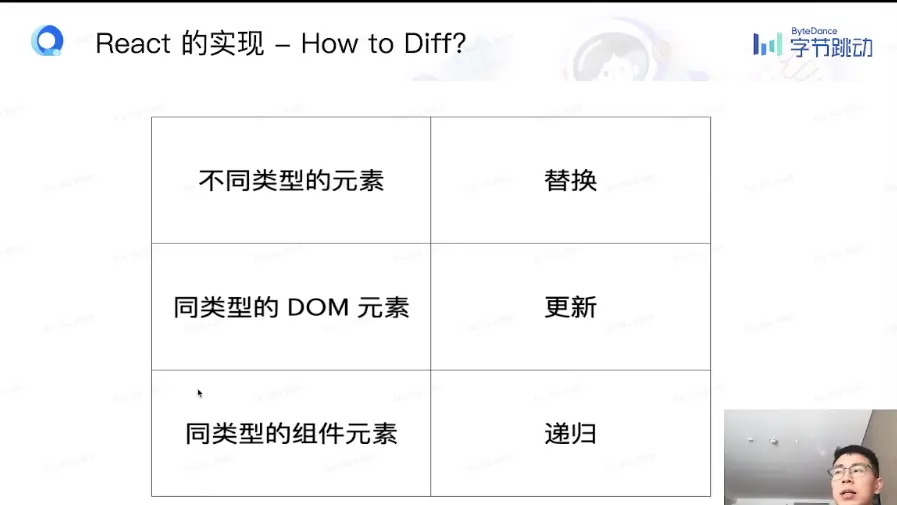 React 的实现 – How to Diff?
ByteDance
字节跳动
不同类型的元素
替换
同类型的 DOM 元素
更新
同类型的组件元素
递归